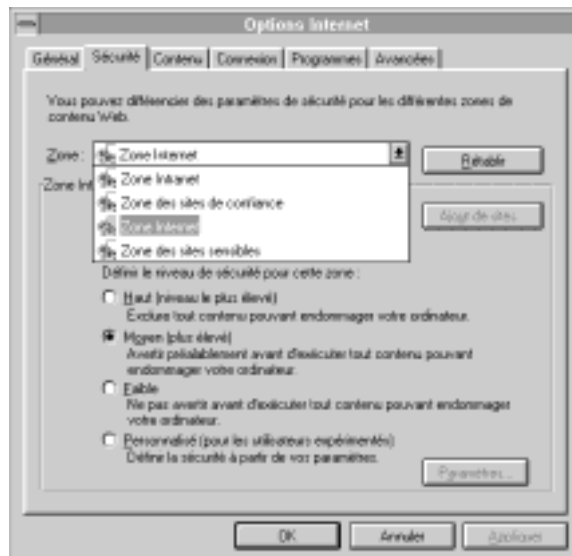 Options Internet
Général Sécurité Contenu Connexion Programmes Avancées
Vous pouvez différencier des paramètres de sécurité pour les différentes zones de
contenu Web.
Zone : Zone Internet Rétablir
Zone Int
Zone Intranet
Zone des sites de confiance
Zone Internet
Zone des sites sensibles
Ajout de sites...
Définir le niveau de sécurité pour cette zone :
Haut (niveau le plus élevé)
Exclure tout contenu pouvant endommager votre ordinateur.
Moyen (plus élevé)
Avertir préalablement avant d'exécuter tout contenu pouvant
endommager votre ordinateur.
Faible
Ne pas avertir avant d'exécuter tout contenu pouvant endommager
votre ordinateur.
Personnalisé (pour les utilisateurs expérimentés)
Définir la sécurité à partir de vos paramètres.
Paramètres...
OK Annuler Appliquer